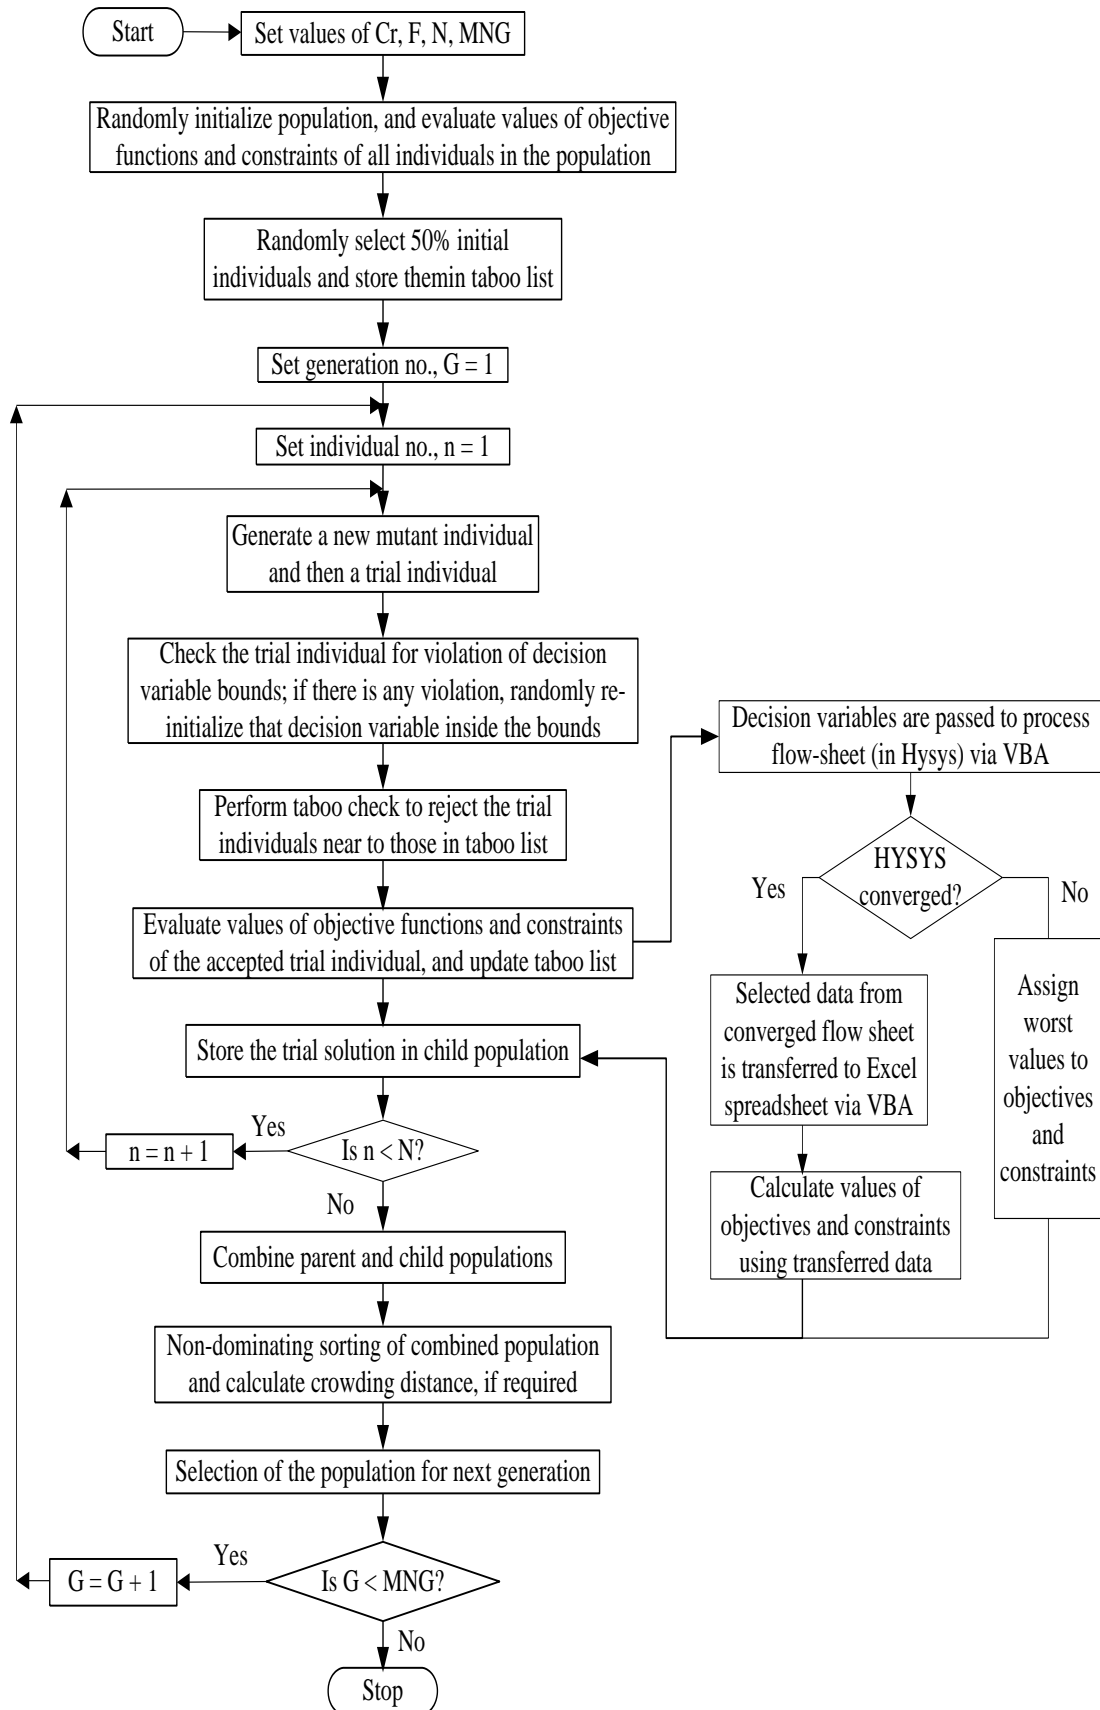 Start
Set values of Cr, F, N, MNG
Randomly initialize population, and evaluate values of objective
functions and constraints of all individuals in the population
Randomly select 50% initial
individuals and store themin taboo list
Set generation no., G = 1
Set individual no., n = 1
Generate a new mutant individual
and then a trial individual
Check the trial individual for violation of decision
variable bounds; if there is any violation, randomly re-
initialize that decision variable inside the bounds
Perform taboo check to reject the trial
individuals near to those in taboo list
Evaluate values of objective functions and constraints
of the accepted trial individual, and update taboo list
Decision variables are passed to process
flow-sheet (in Hysys) via VBA
HYSYS
converged?
Yes
No
Selected data from
converged flow sheet
is transferred to Excel
spreadsheet via VBA
Assign
worst
values to
objectives
and
constraints
Calculate values of
objectives and constraints
using transferred data
Store the trial solution in child population
Is n < N?
Yes
n = n + 1
No
Combine parent and child populations
Non-dominating sorting of combined population
and calculate crowding distance, if required
Selection of the population for next generation
Is G < MNG?
Yes
G = G + 1
No
Stop